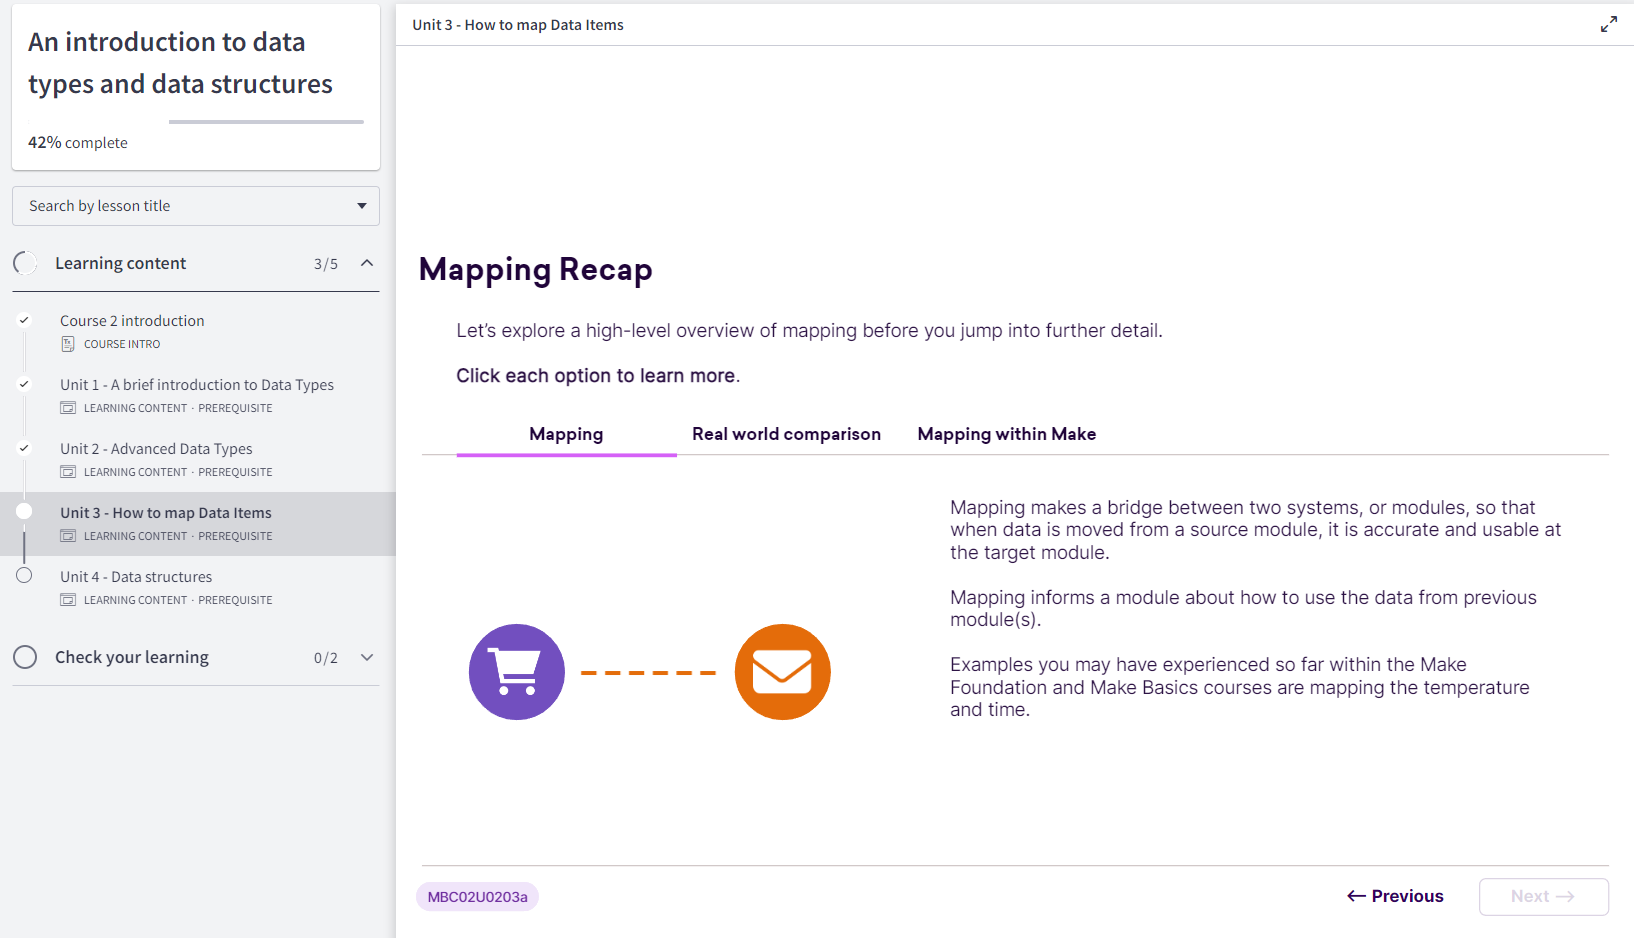 An introduction to data
types and data structures
42% complete
Search by lesson title
Learning content 3/5
Course 2 introduction
COURSE INTRO
Unit 1 - A brief introduction to Data Types
LEARNING CONTENT · PREREQUISITE
Unit 2 - Advanced Data Types
LEARNING CONTENT · PREREQUISITE
Unit 3 - How to map Data Items
LEARNING CONTENT · PREREQUISITE
Unit 4 - Data structures
LEARNING CONTENT · PREREQUISITE
Check your learning 0/2
Unit 3 - How to map Data Items
Mapping Recap
Let’s explore a high-level overview of mapping before you jump into further detail.
Click each option to learn more.
Mapping Real world comparison Mapping within Make
Mapping makes a bridge between two systems, or modules, so that
when data is moved from a source module, it is accurate and usable at
the target module.
Mapping informs a module about how to use the data from previous
module(s).
Examples you may have experienced so far within the Make
Foundation and Make Basics courses are mapping the temperature
and time.
MBC02U0203a
← Previous Next →